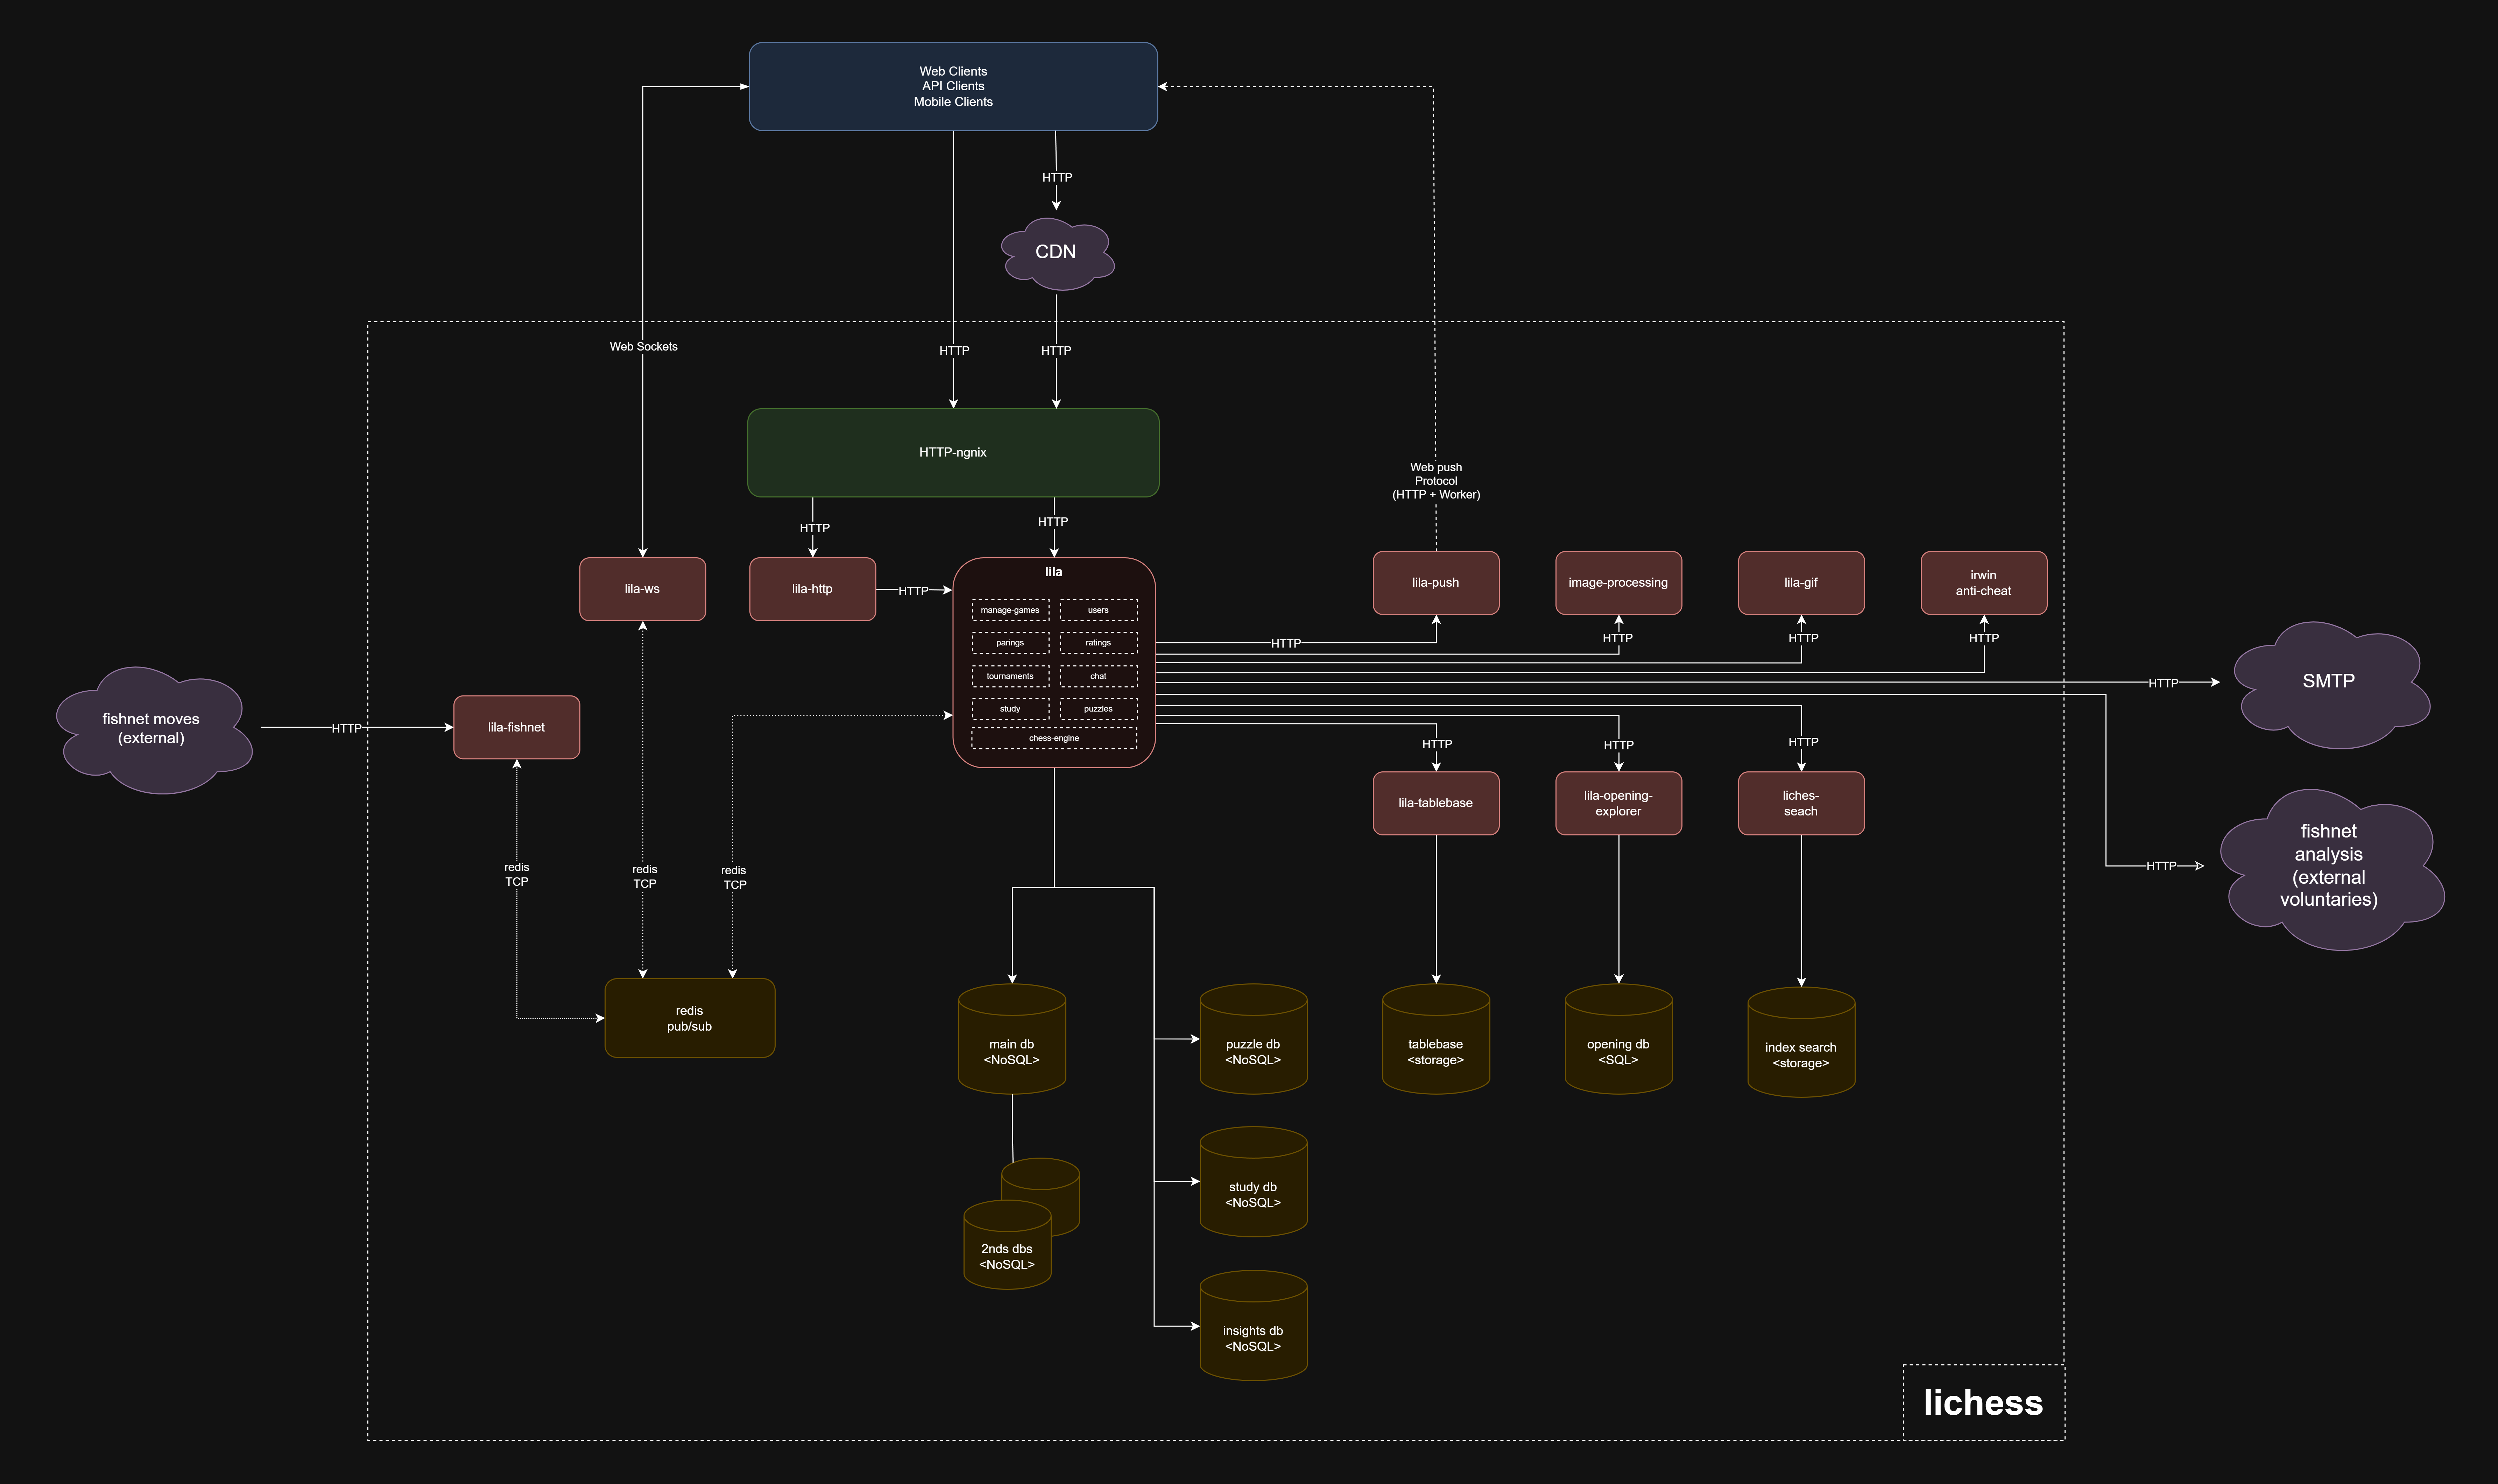 Web Clients
API Clients
Mobile Clients
HTTP
CDN
Web Sockets
HTTP
HTTP
HTTP-ngnix
Web push
Protocol
(HTTP + Worker)
HTTP
HTTP
lila-ws
lila-http
HTTP
lila
manage-games
users
parings
ratings
tournaments
chat
study
puzzles
chess-engine
lila-push
image-processing
lila-gif
irwin
anti-cheat
HTTP
HTTP
HTTP
HTTP
HTTP
SMTP
fishnet moves
(external)
HTTP
lila-fishnet
HTTP
HTTP
HTTP
lila-tablebase
lila-opening-
explorer
liches-
seach
HTTP
fishnet
analysis
(external
voluntaries)
redis
TCP
redis
TCP
redis
TCP
redis
pub/sub
main db
<NoSQL>
puzzle db
<NoSQL>
tablebase
<storage>
opening db
<SQL>
index search
<storage>
study db
<NoSQL>
2nds dbs
<NoSQL>
insights db
<NoSQL>
lichess